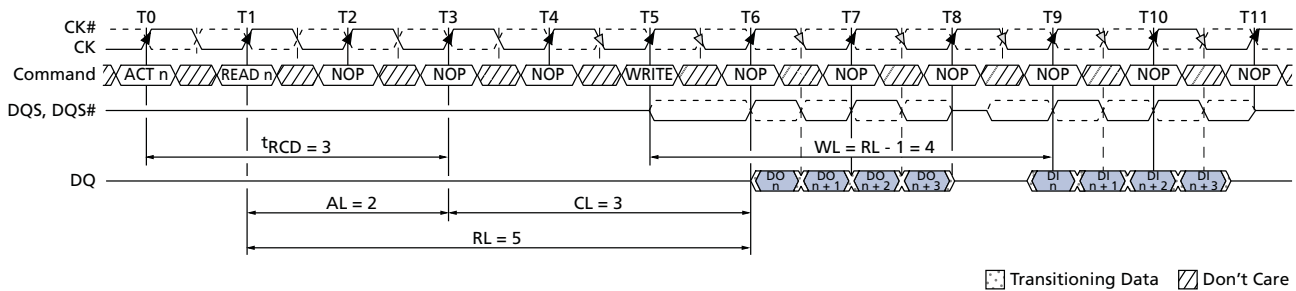 T0 T1 T2 T3 T4 T5 T6 T7 T8 T9 T10 T11
CK#
CK
Command ACT n READ n NOP NOP NOP WRITE NOP NOP NOP NOP NOP NOP
DQS, DQS#
tRCD = 3 WL = RL - 1 = 4
DQ DO n DO n + 1 DO n + 2 DO n + 3 DI n DI n + 1 DI n + 2 DI n + 3
AL = 2 CL = 3
RL = 5
Transitioning Data Don't Care